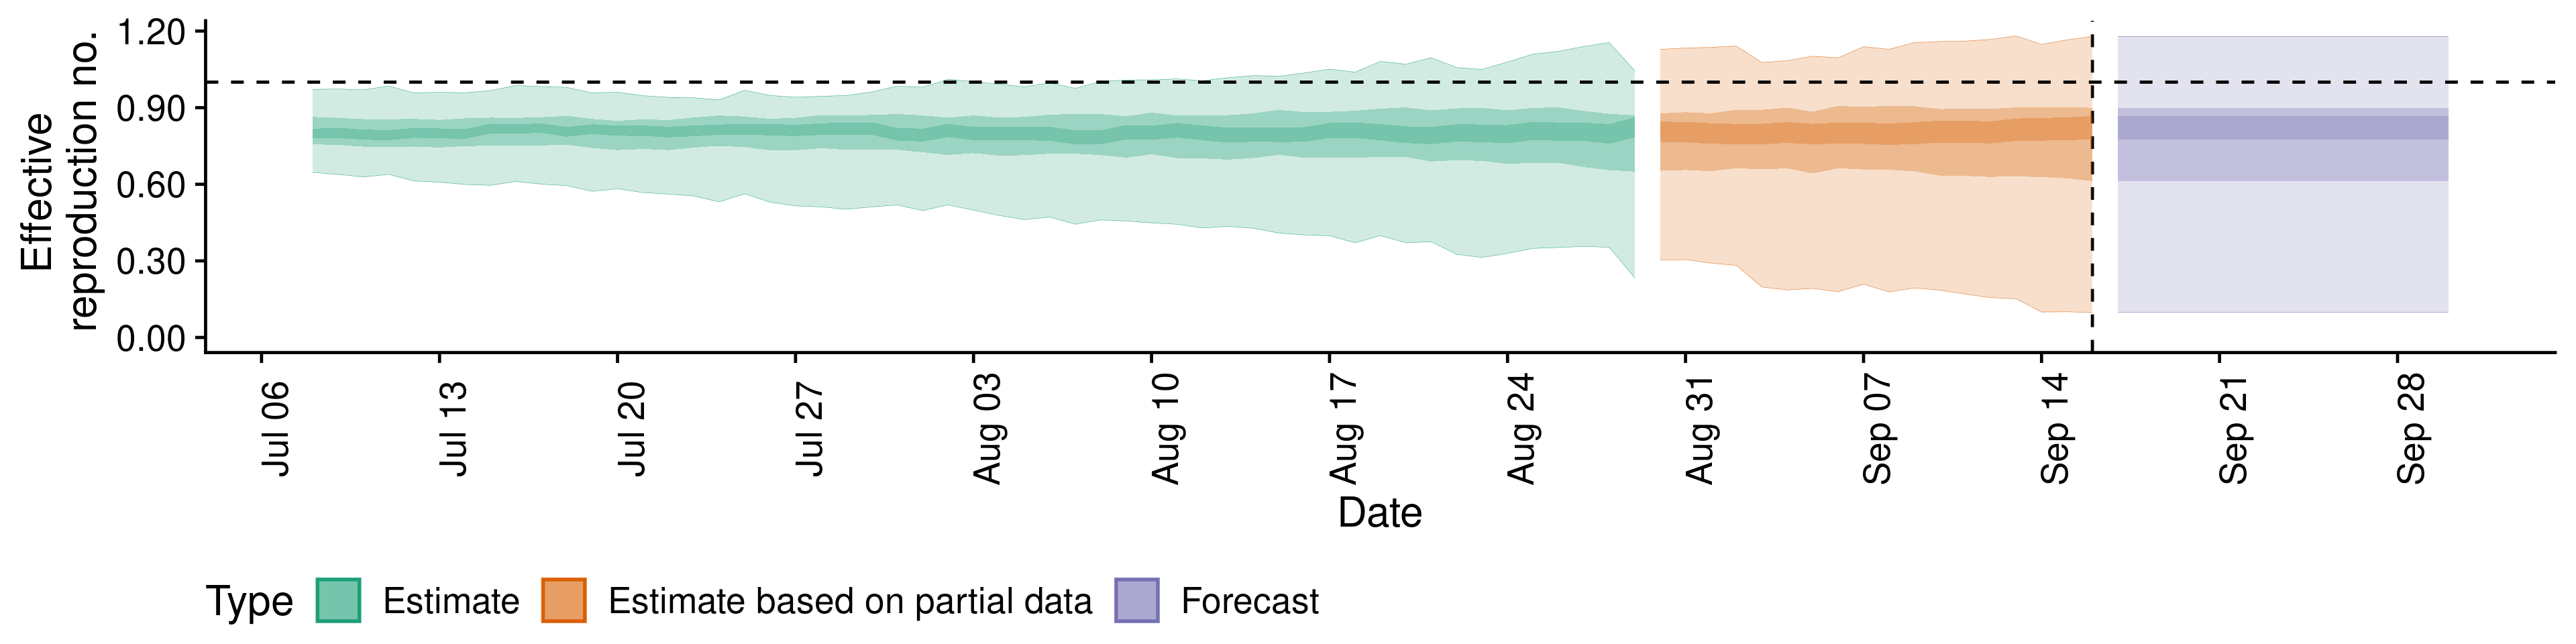 Effective
reproduction no.
1.20
0.90
0.60
0.30
0.00
Jul 06
Jul 13
Jul 20
Jul 27
Aug 03
Aug 10
Aug 17
Aug 24
Aug 31
Sep 07
Sep 14
Sep 21
Sep 28
Date
Type Estimate Estimate based on partial data Forecast